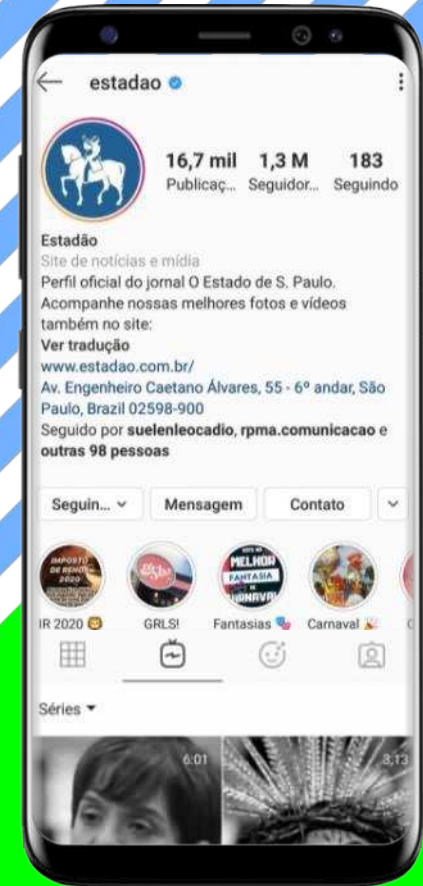 estadao
16,7 mil 1,3 M 183
Publicaç... Seguidor... Seguindo
Estadão
Site de notícias e mídia
Perfil oficial do jornal O Estado de S. Paulo.
Acompanhe nossas melhores fotos e vídeos
também no site:
Ver tradução
www.estadao.com.br/
Av. Engenheiro Caetano Álvares, 55 - 6º andar, São
Paulo, Brazil 02598-900
Seguido por suelenleocadio, rpma.comunicacao e
outras 98 pessoas
Seguin... Mensagem Contato
IMPOSTO
DE RENDA
2020
MELHOR
FANTASIA
IR 2020 🦁 GRLS! Fantasias 🎭 Carnaval 🎉
Séries
6:01 3:13